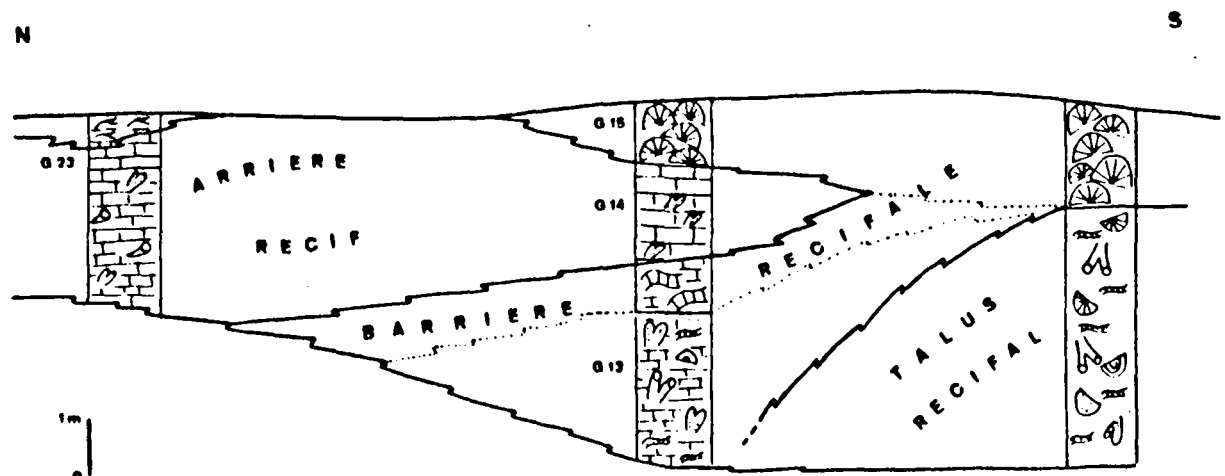 N
S
G 15
G 23
ARRIERE
RECIF
G 14
BARRIERE RECIFALE
G 13
TALUS
RECIFAL
1m
0